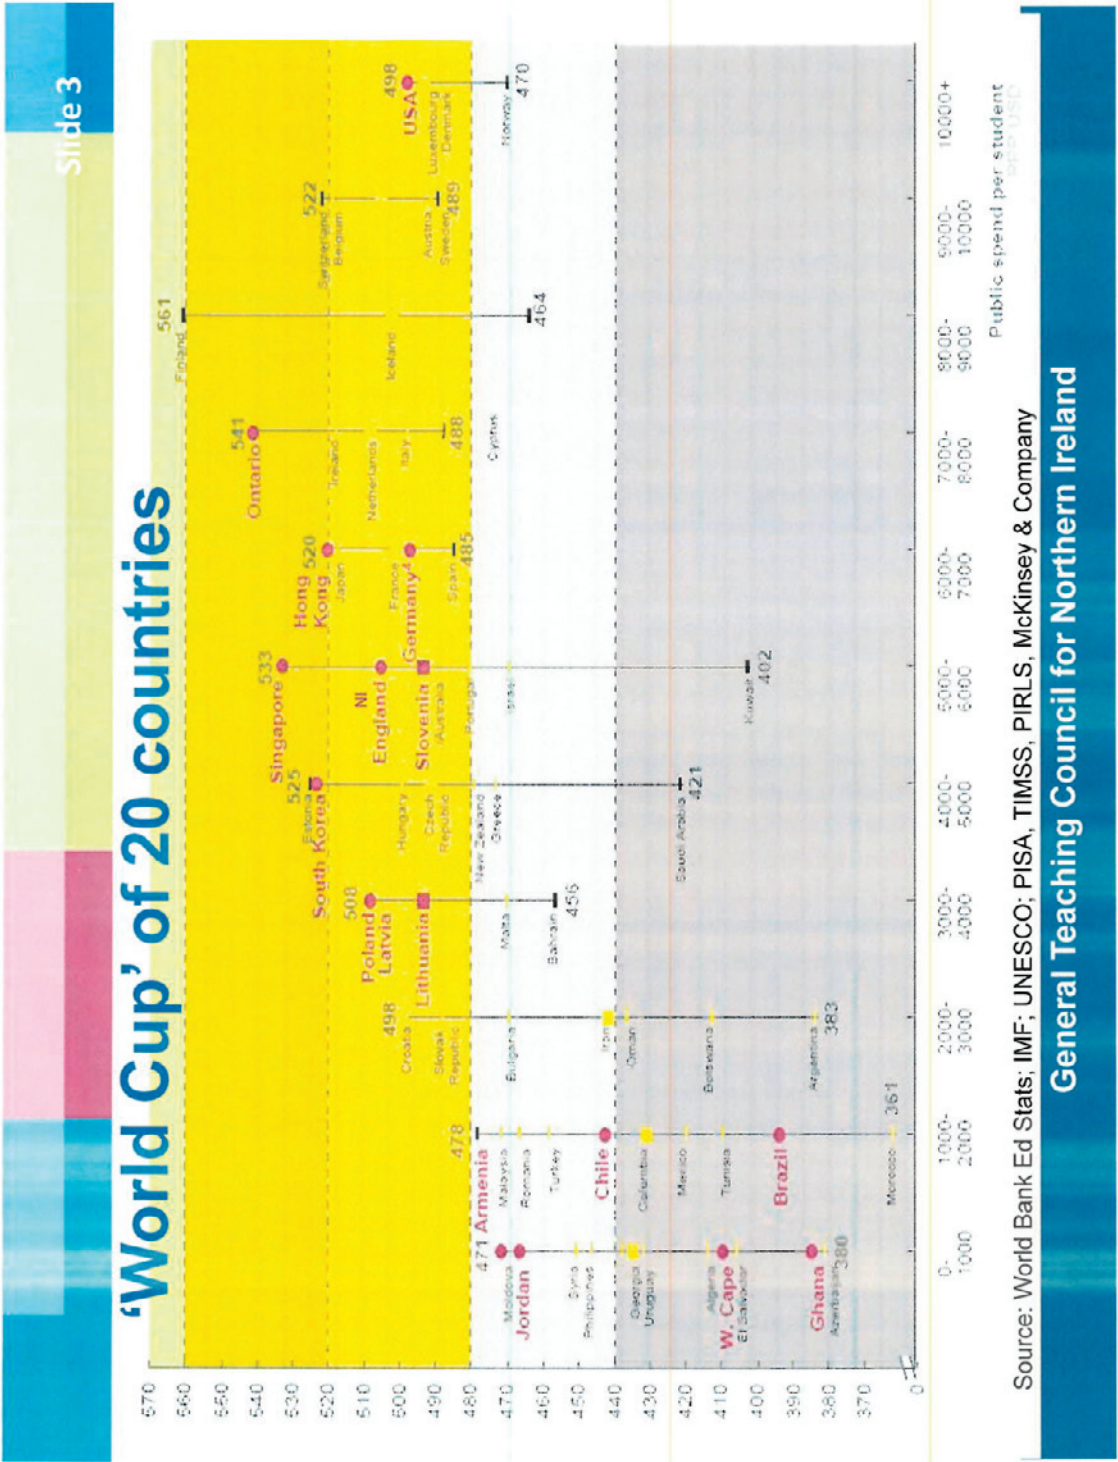 Slide 3
'World Cup' of 20 countries
570
560
550
540
530
520
510
500
490
480
470
460
450
440
430
420
410
400
390
380
370
0
471
Moldova
Jordan
Syria
Philippines
Georgia
Uruguay
Algeria
W. Cape
El Salvador
Ghana
Azerbaijan
380
478
Armenia
Malaysia
Romania
Turkey
Chile
Columbia
Mexico
Tunisia
Brazil
Morocco
361
498
Croatia
Slovak
Republic
Bulgaria
Iran
Oman
Botswana
Argentina
383
508
Poland
Latvia
Lithuania
Malta
Bahrain
456
525
Estonia
South Korea
Hungary
Czech
Republic
New Zealand
Greece
Saudi Arabia
421
533
Singapore
NI
England
Slovenia
Australia
Portugal
Israel
Kuwait
402
Hong
Kong
520
Japan
France
Germany⁴
Spain
485
541
Ontario
Ireland
Netherlands
Italy
488
Cyprus
561
Finland
Iceland
464
522
Switzerland
Belgium
Austria
Sweden
489
498
USA
Luxembourg
Denmark
Norway
470
0-
1000
1000-
2000
2000-
3000
3000-
4000
4000-
5000
5000-
6000
6000-
7000
7000-
8000
8000-
9000
9000-
10000
10000+
Public spend per student
PPP USD
Source: World Bank Ed Stats; IMF; UNESCO; PISA, TIMSS, PIRLS, McKinsey & Company
General Teaching Council for Northern Ireland